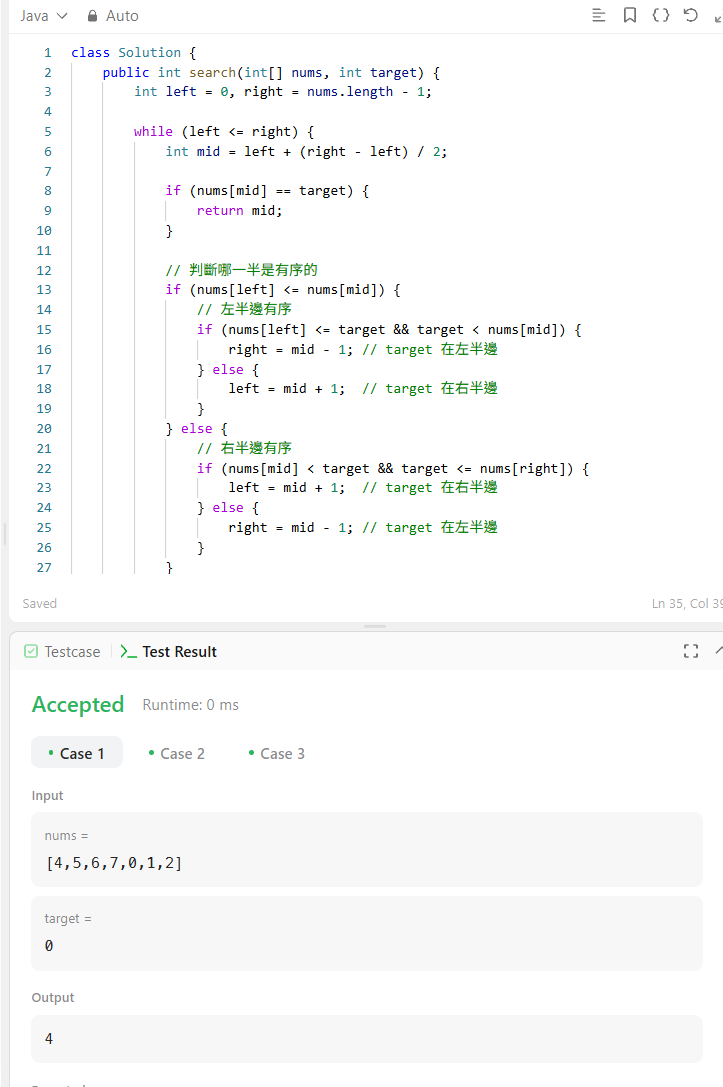 Java Auto
1 class Solution {
2 public int search(int[] nums, int target) {
3 int left = 0, right = nums.length - 1;
4
5 while (left <= right) {
6 int mid = left + (right - left) / 2;
7
8 if (nums[mid] == target) {
9 return mid;
10 }
11
12 // 判斷哪一半是有序的
13 if (nums[left] <= nums[mid]) {
14 // 左半邊有序
15 if (nums[left] <= target && target < nums[mid]) {
16 right = mid - 1; // target 在左半邊
17 } else {
18 left = mid + 1;  // target 在右半邊
19 }
20 } else {
21 // 右半邊有序
22 if (nums[mid] < target && target <= nums[right]) {
23 left = mid + 1;  // target 在右半邊
24 } else {
25 right = mid - 1; // target 在左半邊
26 }
27 }
Saved Ln 35, Col 39
Testcase Test Result
Accepted Runtime: 0 ms
Case 1 Case 2 Case 3
Input
nums =
[4,5,6,7,0,1,2]
target =
0
Output
4